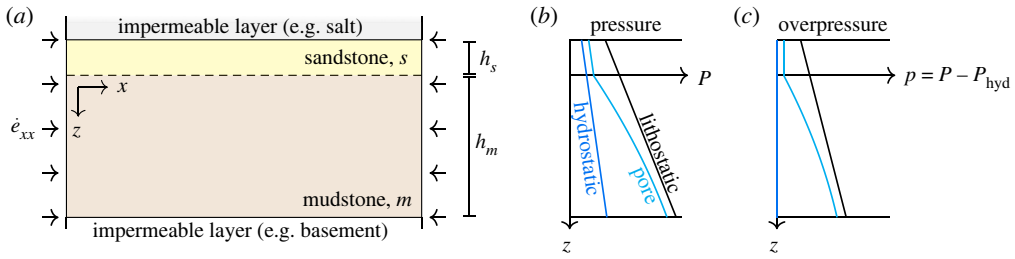 (a)
impermeable layer (e.g. salt)
sandstone, s
h_s
x
z
ė_xx
h_m
mudstone, m
impermeable layer (e.g. basement)
(b)
pressure
P
hydrostatic
lithostatic
pore
z
(c)
overpressure
p = P – P_hyd
z